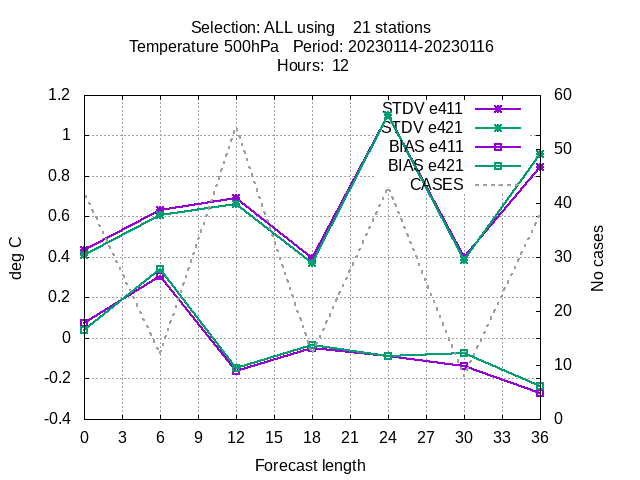 Selection: ALL using    21 stations
Temperature 500hPa   Period: 20230114-20230116
Hours:  12
1.2
1
0.8
0.6
0.4
0.2
0
-0.2
-0.4
deg C
60
50
40
30
20
10
0
No cases
STDV e411
STDV e421
BIAS e411
BIAS e421
CASES
0 3 6 9 12 15 18 21 24 27 30 33 36
Forecast length